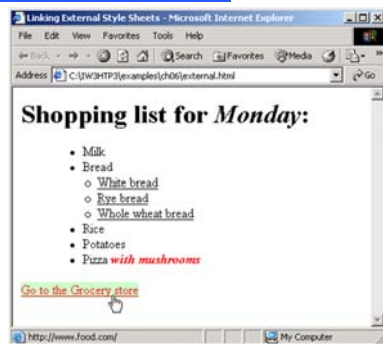 Linking External Style Sheets - Microsoft Internet Explorer
File Edit View Favorites Tools Help
Back Search Favorites Media »
Address C:\IW3HTP3\examples\ch06\external.html Go
Shopping list for Monday:
• Milk
• Bread
○ White bread
○ Rye bread
○ Whole wheat bread
• Rice
• Potatoes
• Pizza with mushrooms
Go to the Grocery store
http://www.food.com/ My Computer